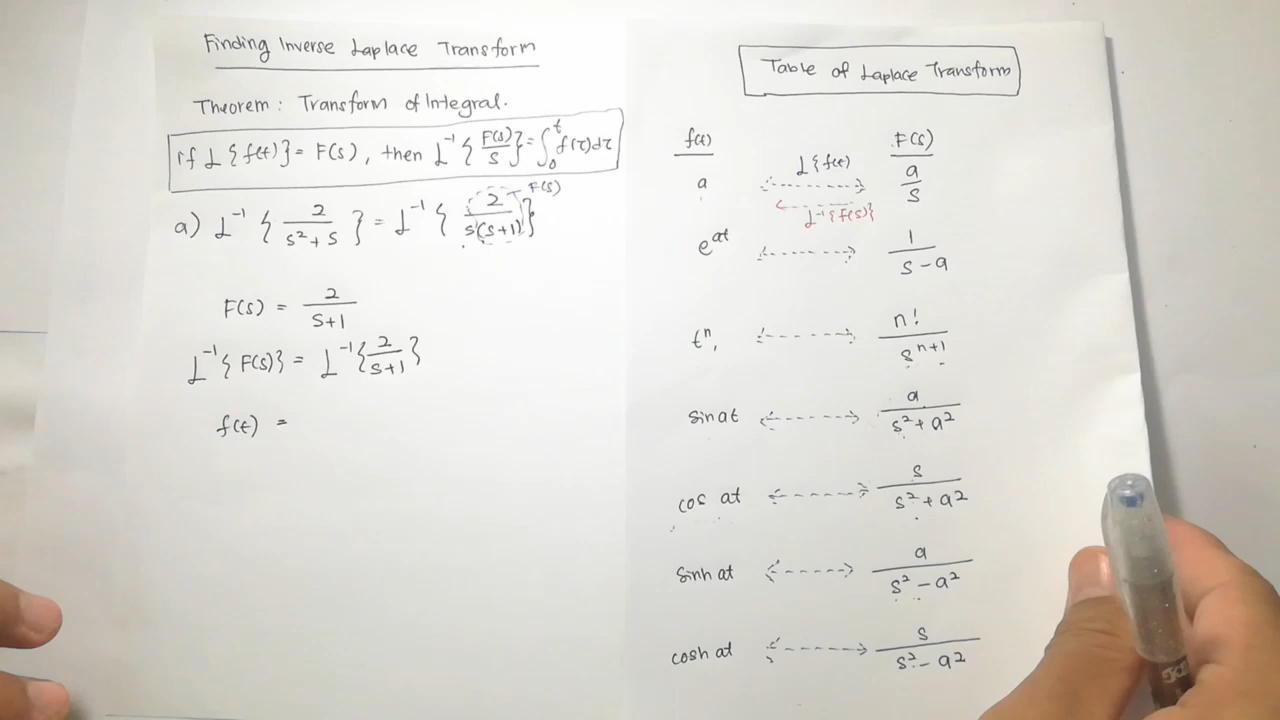 Finding Inverse Laplace Transform
Theorem: Transform of Integral.
if L{f(t)} = F(s), then L⁻¹{F(s)/s} = ∫₀ᵗ f(τ)dτ
a) L⁻¹{2/(s²+s)} = L⁻¹{2/(s(s+1))} F(s)
F(s) = 2/(s+1)
L⁻¹{F(s)} = L⁻¹{2/(s+1)}
f(t) =
Table of Laplace Transform
f(t) F(s)
L{f(t)}
a a/s
L⁻¹{F(s)}
e^at 1/(s-a)
tⁿ, n!/s^(n+1)
sin at a/(s²+a²)
cos at s/(s²+a²)
sinh at a/(s²-a²)
cosh at s/(s²-a²)